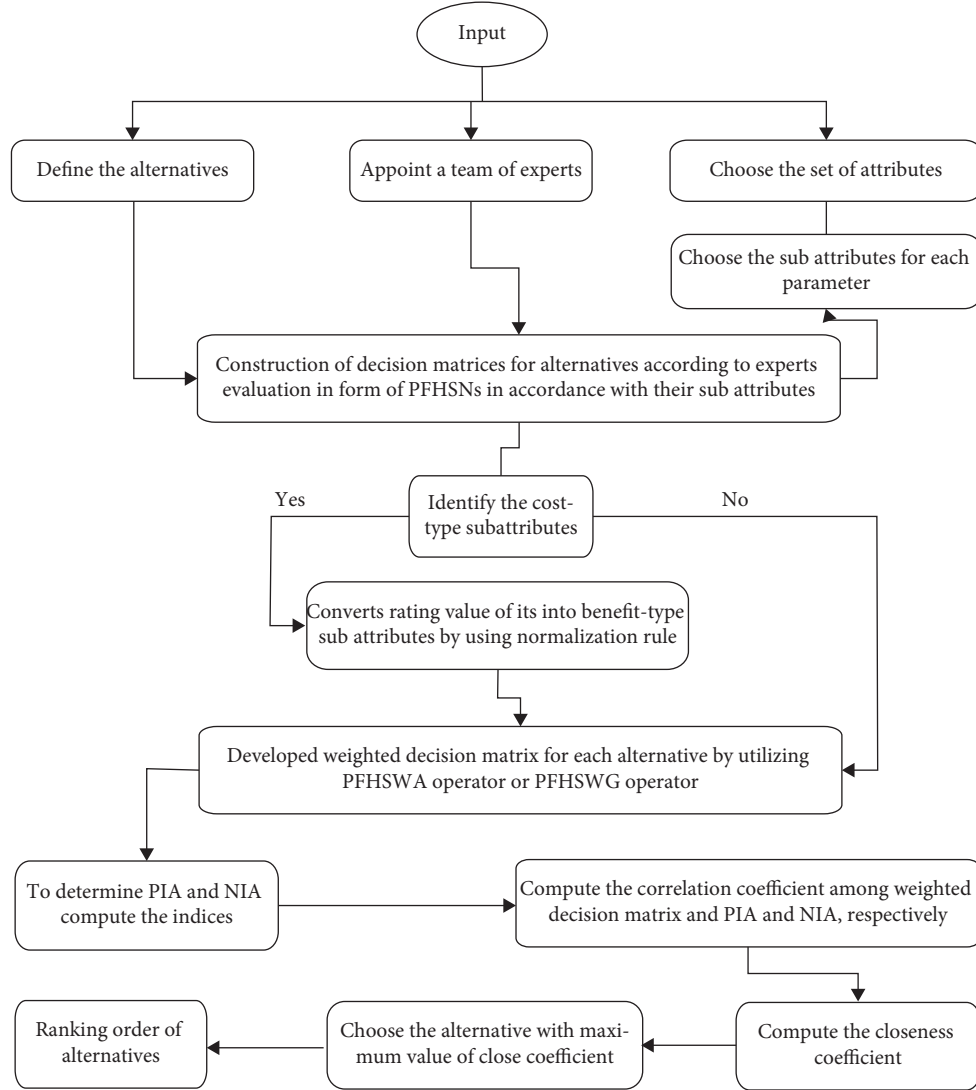 Input
Define the alternatives
Appoint a team of experts
Choose the set of attributes
Choose the sub attributes for each
parameter
Construction of decision matrices for alternatives according to experts
evaluation in form of PFHSNs in accordance with their sub attributes
Yes
Identify the cost-
type subattributes
No
Converts rating value of its into benefit-type
sub attributes by using normalization rule
Developed weighted decision matrix for each alternative by utilizing
PFHSWA operator or PFHSWG operator
To determine PIA and NIA
compute the indices
Compute the correlation coefficient among weighted
decision matrix and PIA and NIA, respectively
Ranking order of
alternatives
Choose the alternative with maxi-
mum value of close coefficient
Compute the closeness
coefficient